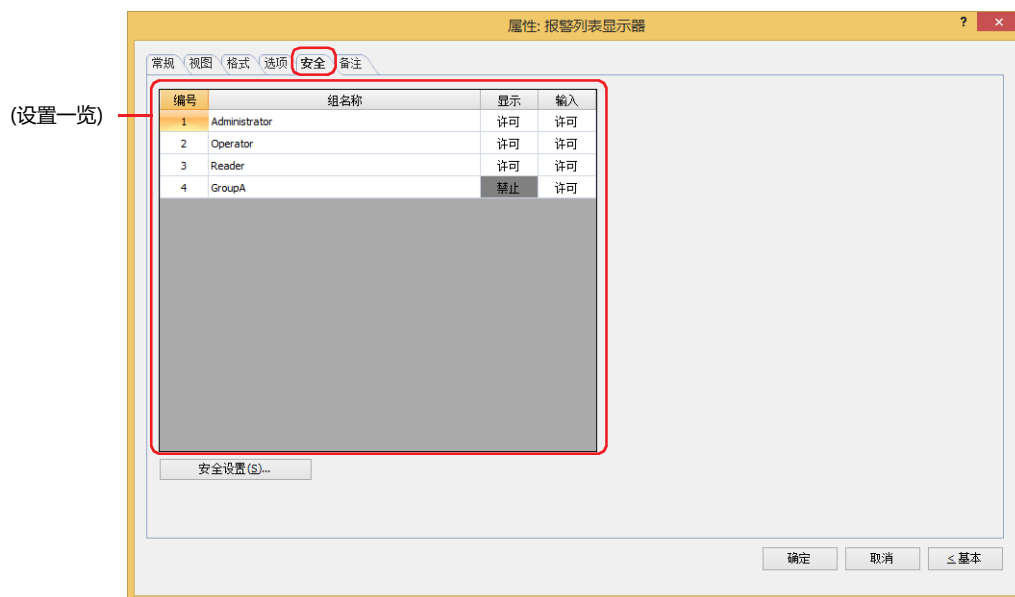 属性: 报警列表显示器
? ×
常规 视图 格式 选项 安全 备注
(设置一览)
编号 组名称 显示 输入
1 Administrator 许可 许可
2 Operator 许可 许可
3 Reader 许可 许可
4 GroupA 禁止 许可
安全设置(S)...
确定 取消 <基本